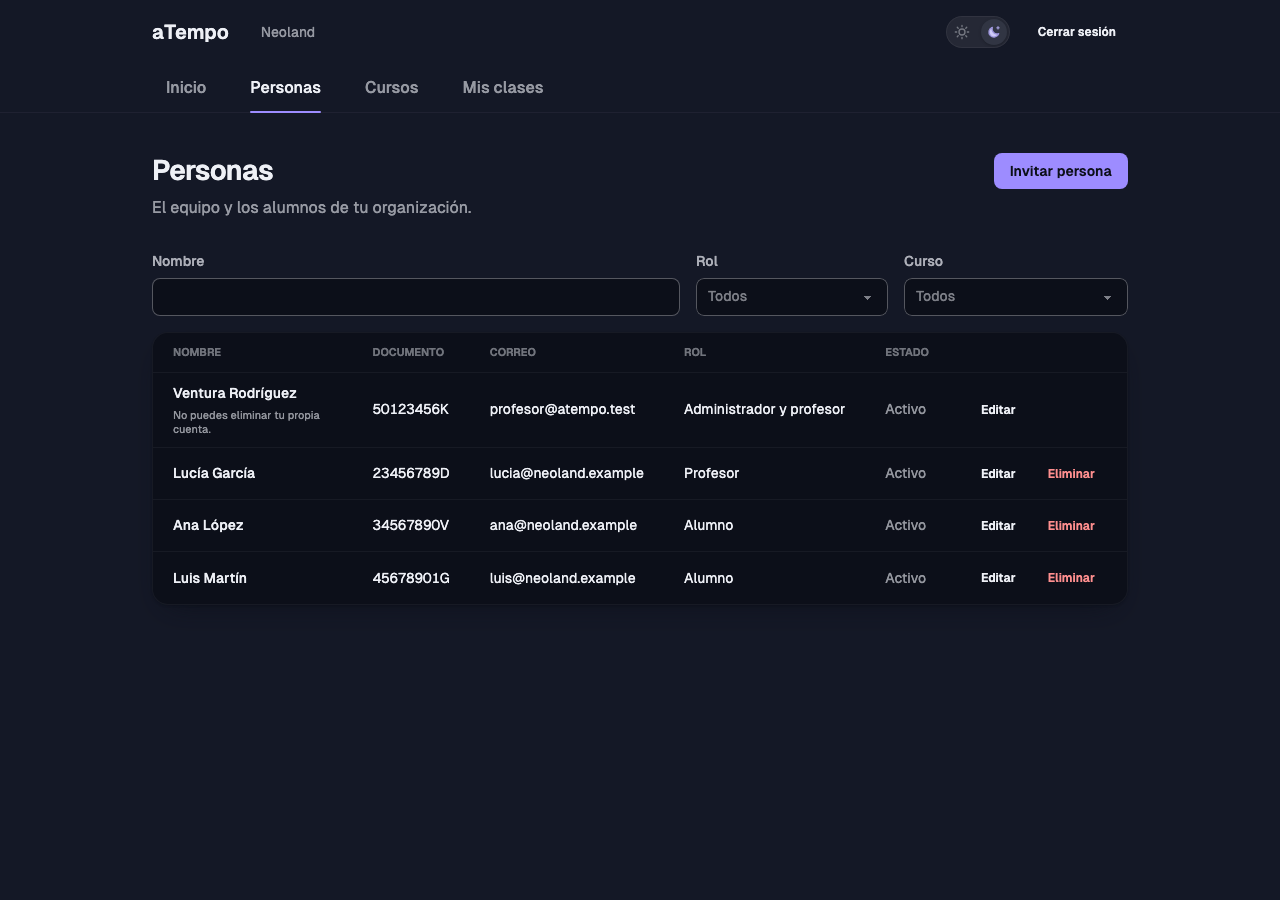 aTempo Neoland Cerrar sesión
Inicio Personas Cursos Mis clases
Personas Invitar persona
El equipo y los alumnos de tu organización.
Nombre Rol Curso
Todos Todos
NOMBRE DOCUMENTO CORREO ROL ESTADO
Ventura Rodríguez
No puedes eliminar tu propia
cuenta.
50123456K profesor@atempo.test Administrador y profesor Activo Editar
Lucía García 23456789D lucia@neoland.example Profesor Activo Editar Eliminar
Ana López 34567890V ana@neoland.example Alumno Activo Editar Eliminar
Luis Martín 45678901G luis@neoland.example Alumno Activo Editar Eliminar